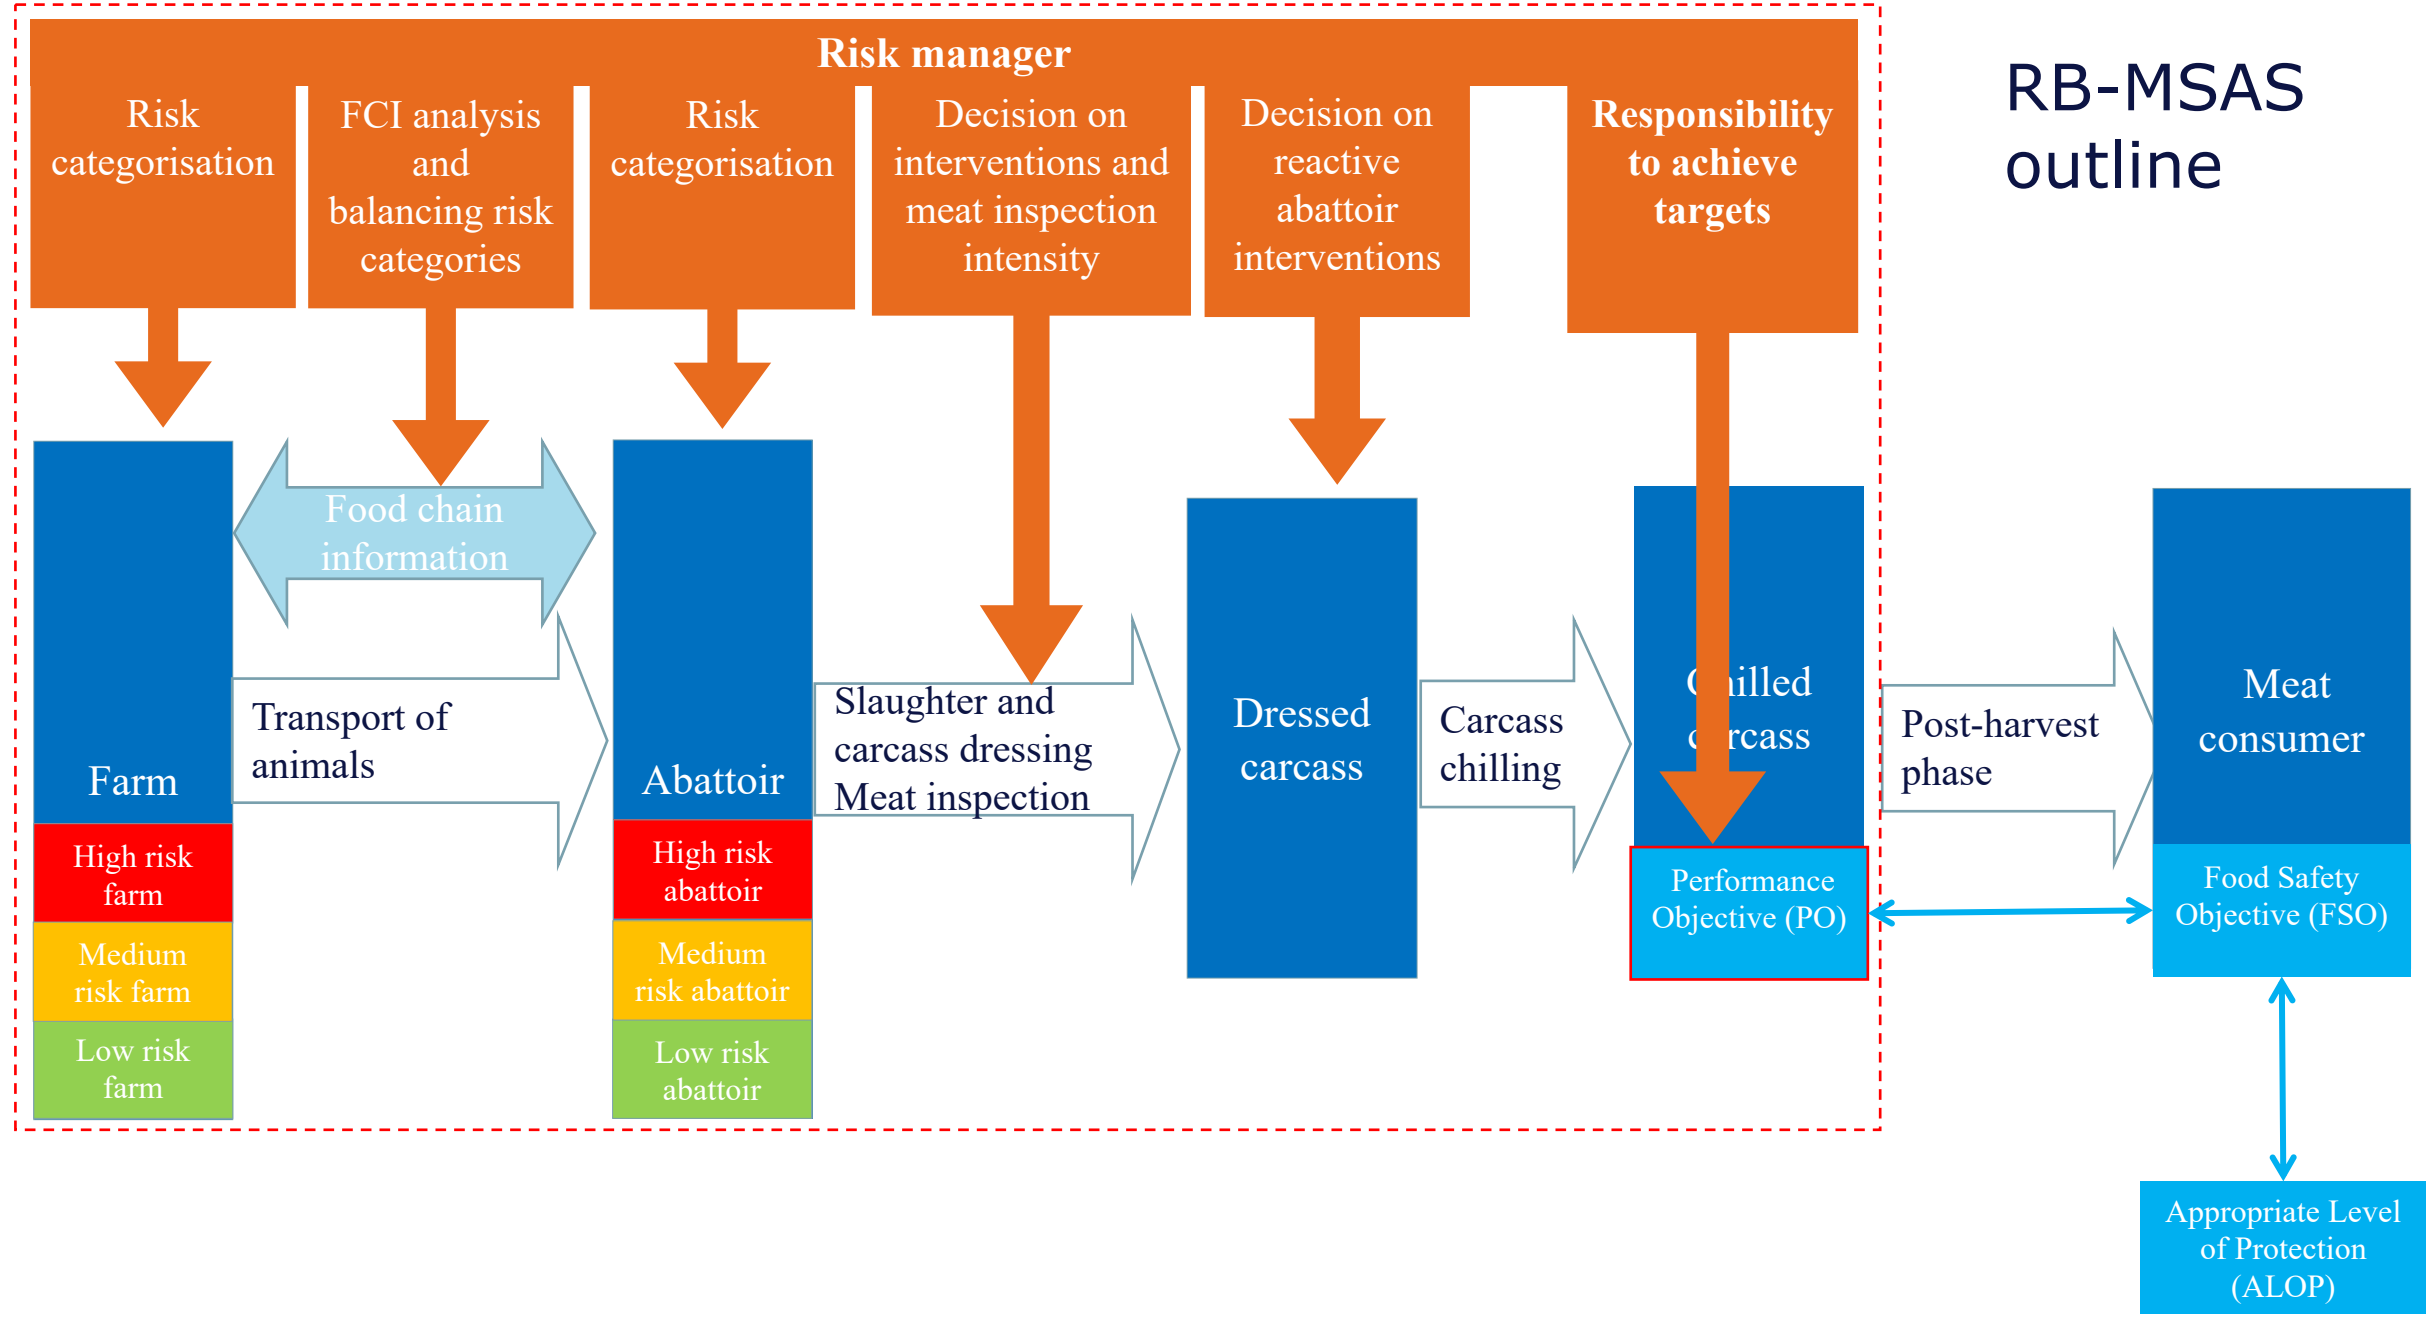 Risk manager
Risk
categorisation
FCI analysis
and
balancing risk
categories
Risk
categorisation
Decision on
interventions and
meat inspection
intensity
Decision on
reactive
abattoir
interventions
Responsibility
to achieve
targets
RB-MSAS
outline
Food chain
information
Farm
Transport of
animals
Abattoir
Slaughter and
carcass dressing
Meat inspection
Dressed
carcass
Carcass
chilling
Chilled
carcass
Post-harvest
phase
Meat
consumer
High risk
farm
Medium
risk farm
Low risk
farm
High risk
abattoir
Medium
risk abattoir
Low risk
abattoir
Performance
Objective (PO)
Food Safety
Objective (FSO)
Appropriate Level
of Protection
(ALOP)